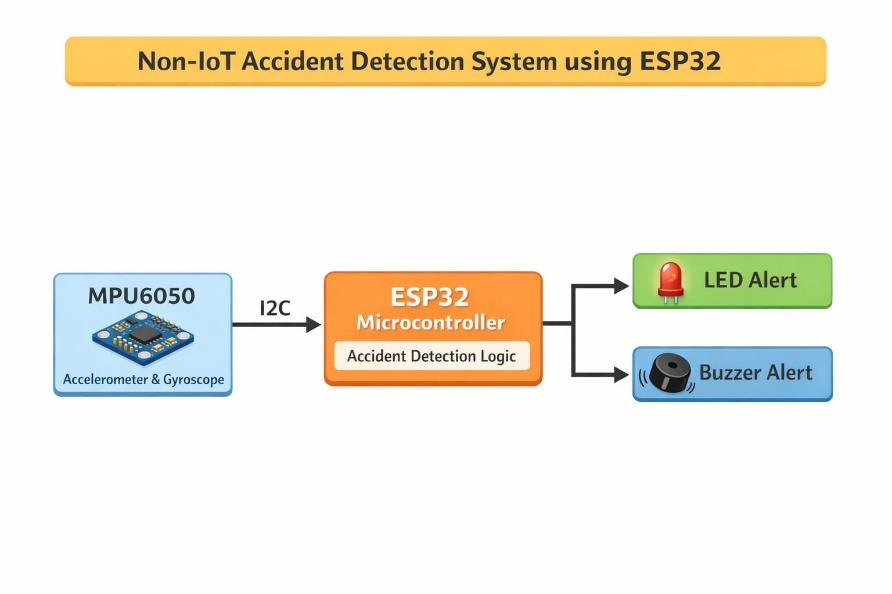 Non-IoT Accident Detection System using ESP32
MPU6050
Accelerometer & Gyroscope
I2C
ESP32
Microcontroller
Accident Detection Logic
LED Alert
Buzzer Alert